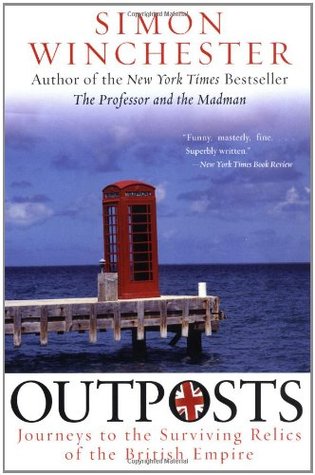 SIMON
WINCHESTER
Author of the New York Times Bestseller
The Professor and the Madman
"Funny, masterly, fine. . . .
Superbly written."
—New York Times Book Review
OUTPOSTS
Journeys to the Surviving Relics
of the British Empire